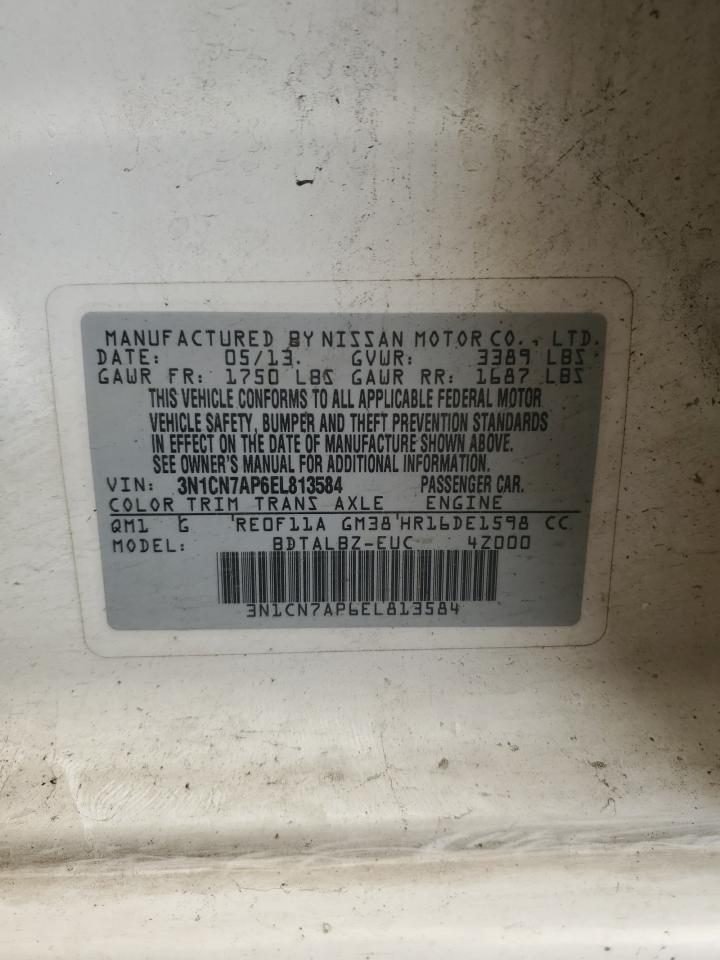 MANUFACTURED BY NISSAN MOTOR CO., LTD.
DATE: 05/13. GVWR: 3389 LBS
GAWR FR: 1750 LBS GAWR RR: 1687 LBS
THIS VEHICLE CONFORMS TO ALL APPLICABLE FEDERAL MOTOR
VEHICLE SAFETY, BUMPER AND THEFT PREVENTION STANDARDS
IN EFFECT ON THE DATE OF MANUFACTURE SHOWN ABOVE.
SEE OWNER'S MANUAL FOR ADDITIONAL INFORMATION.
VIN: 3N1CN7AP6EL813584 PASSENGER CAR.
COLOR TRIM TRANS AXLE ENGINE
QM1 G RE0F11A GM38 HR16DE1598 CC
MODEL: BDTALBZ-EUC 4Z000
3N1CN7AP6EL813584